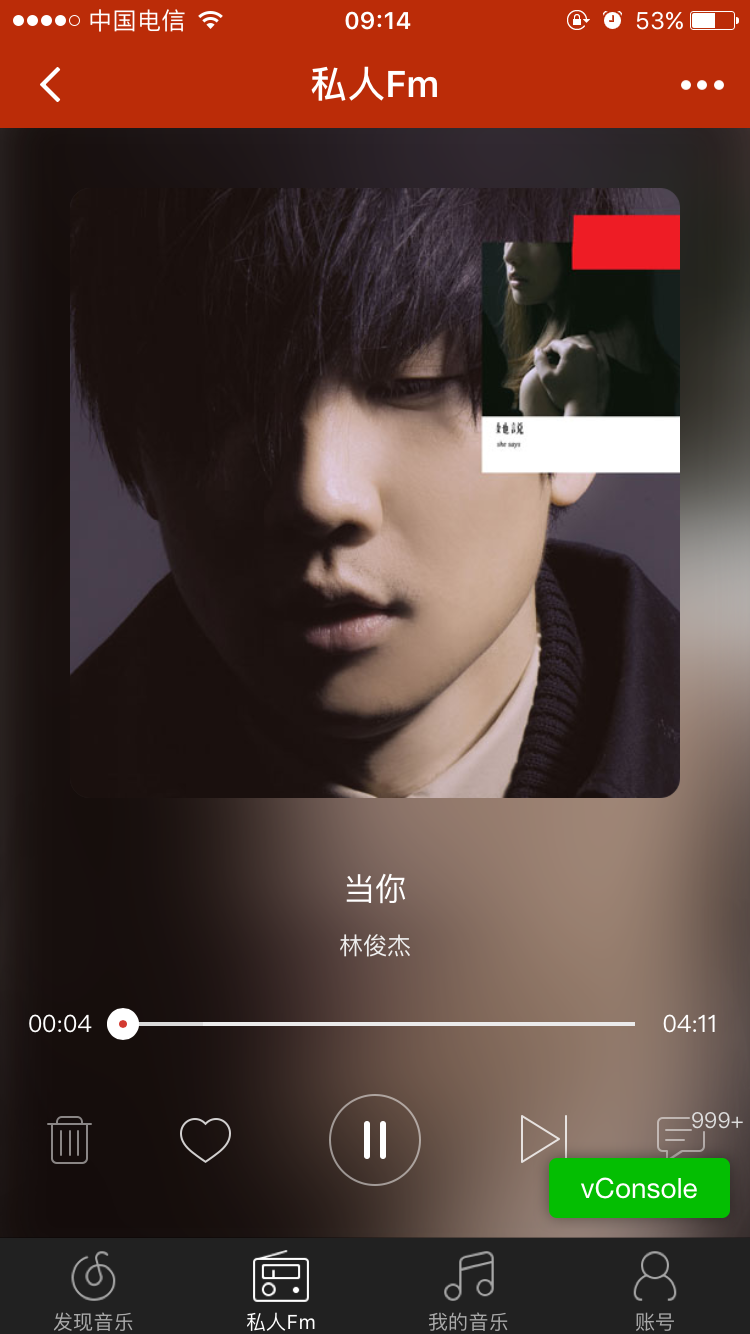 中国电信
09:14
53%
私人Fm
她說
she says
当你
林俊杰
00:04
04:11
999+
vConsole
发现音乐
私人Fm
我的音乐
账号